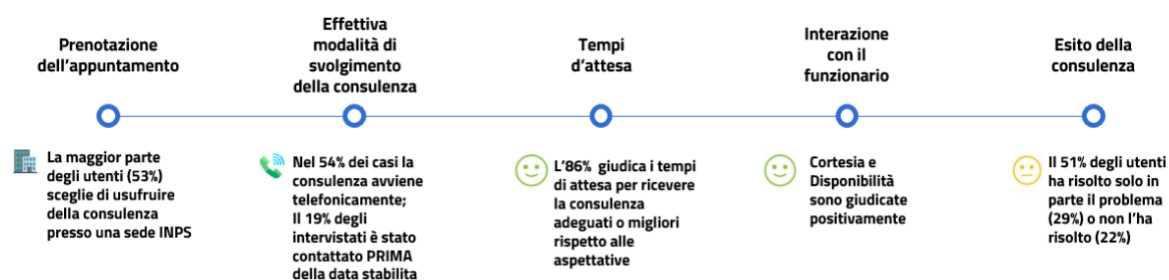 Prenotazione
dell'appuntamento
Effettiva
modalità di
svolgimento
della consulenza
Tempi
d'attesa
Interazione
con il
funzionario
Esito della
consulenza
La maggior parte
degli utenti (53%)
sceglie di usufruire
della consulenza
presso una sede INPS
Nel 54% dei casi la
consulenza avviene
telefonicamente;
Il 19% degli
intervistati è stato
contattato PRIMA
della data stabilita
L'86% giudica i tempi
di attesa per ricevere
la consulenza
adeguati o migliori
rispetto alle
aspettative
Cortesia e
Disponibilità
sono giudicate
positivamente
Il 51% degli utenti
ha risolto solo in
parte il problema
(29%) o non l'ha
risolto (22%)